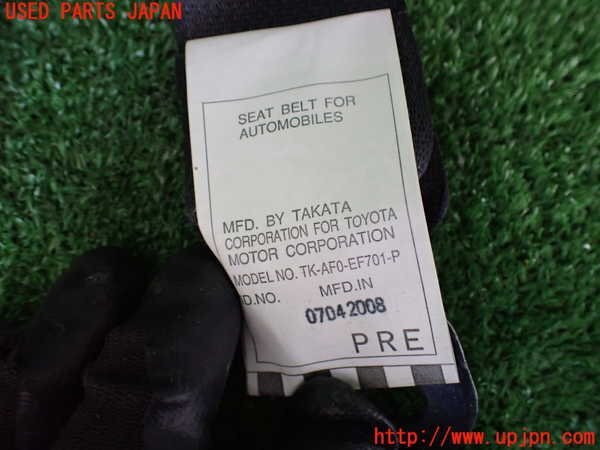 USED PARTS JAPAN
SEAT BELT FOR
AUTOMOBILES
MFD. BY TAKATA
CORPORATION FOR TOYOTA
MOTOR CORPORATION
MODEL NO. TK-AF0-EF701-P
D.NO. MFD.IN
07042008
PRE
http://www.upjpn.com/